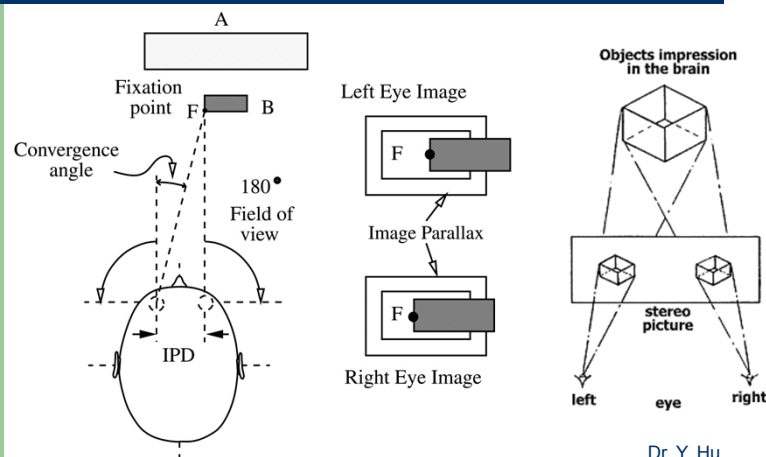 A
Fixation
point F
B
Convergence
angle
180°
Field of
view
IPD
Left Eye Image
F
Image Parallax
F
Right Eye Image
Objects impression
in the brain
stereo
picture
left
eye
right
Dr. Y. Hu